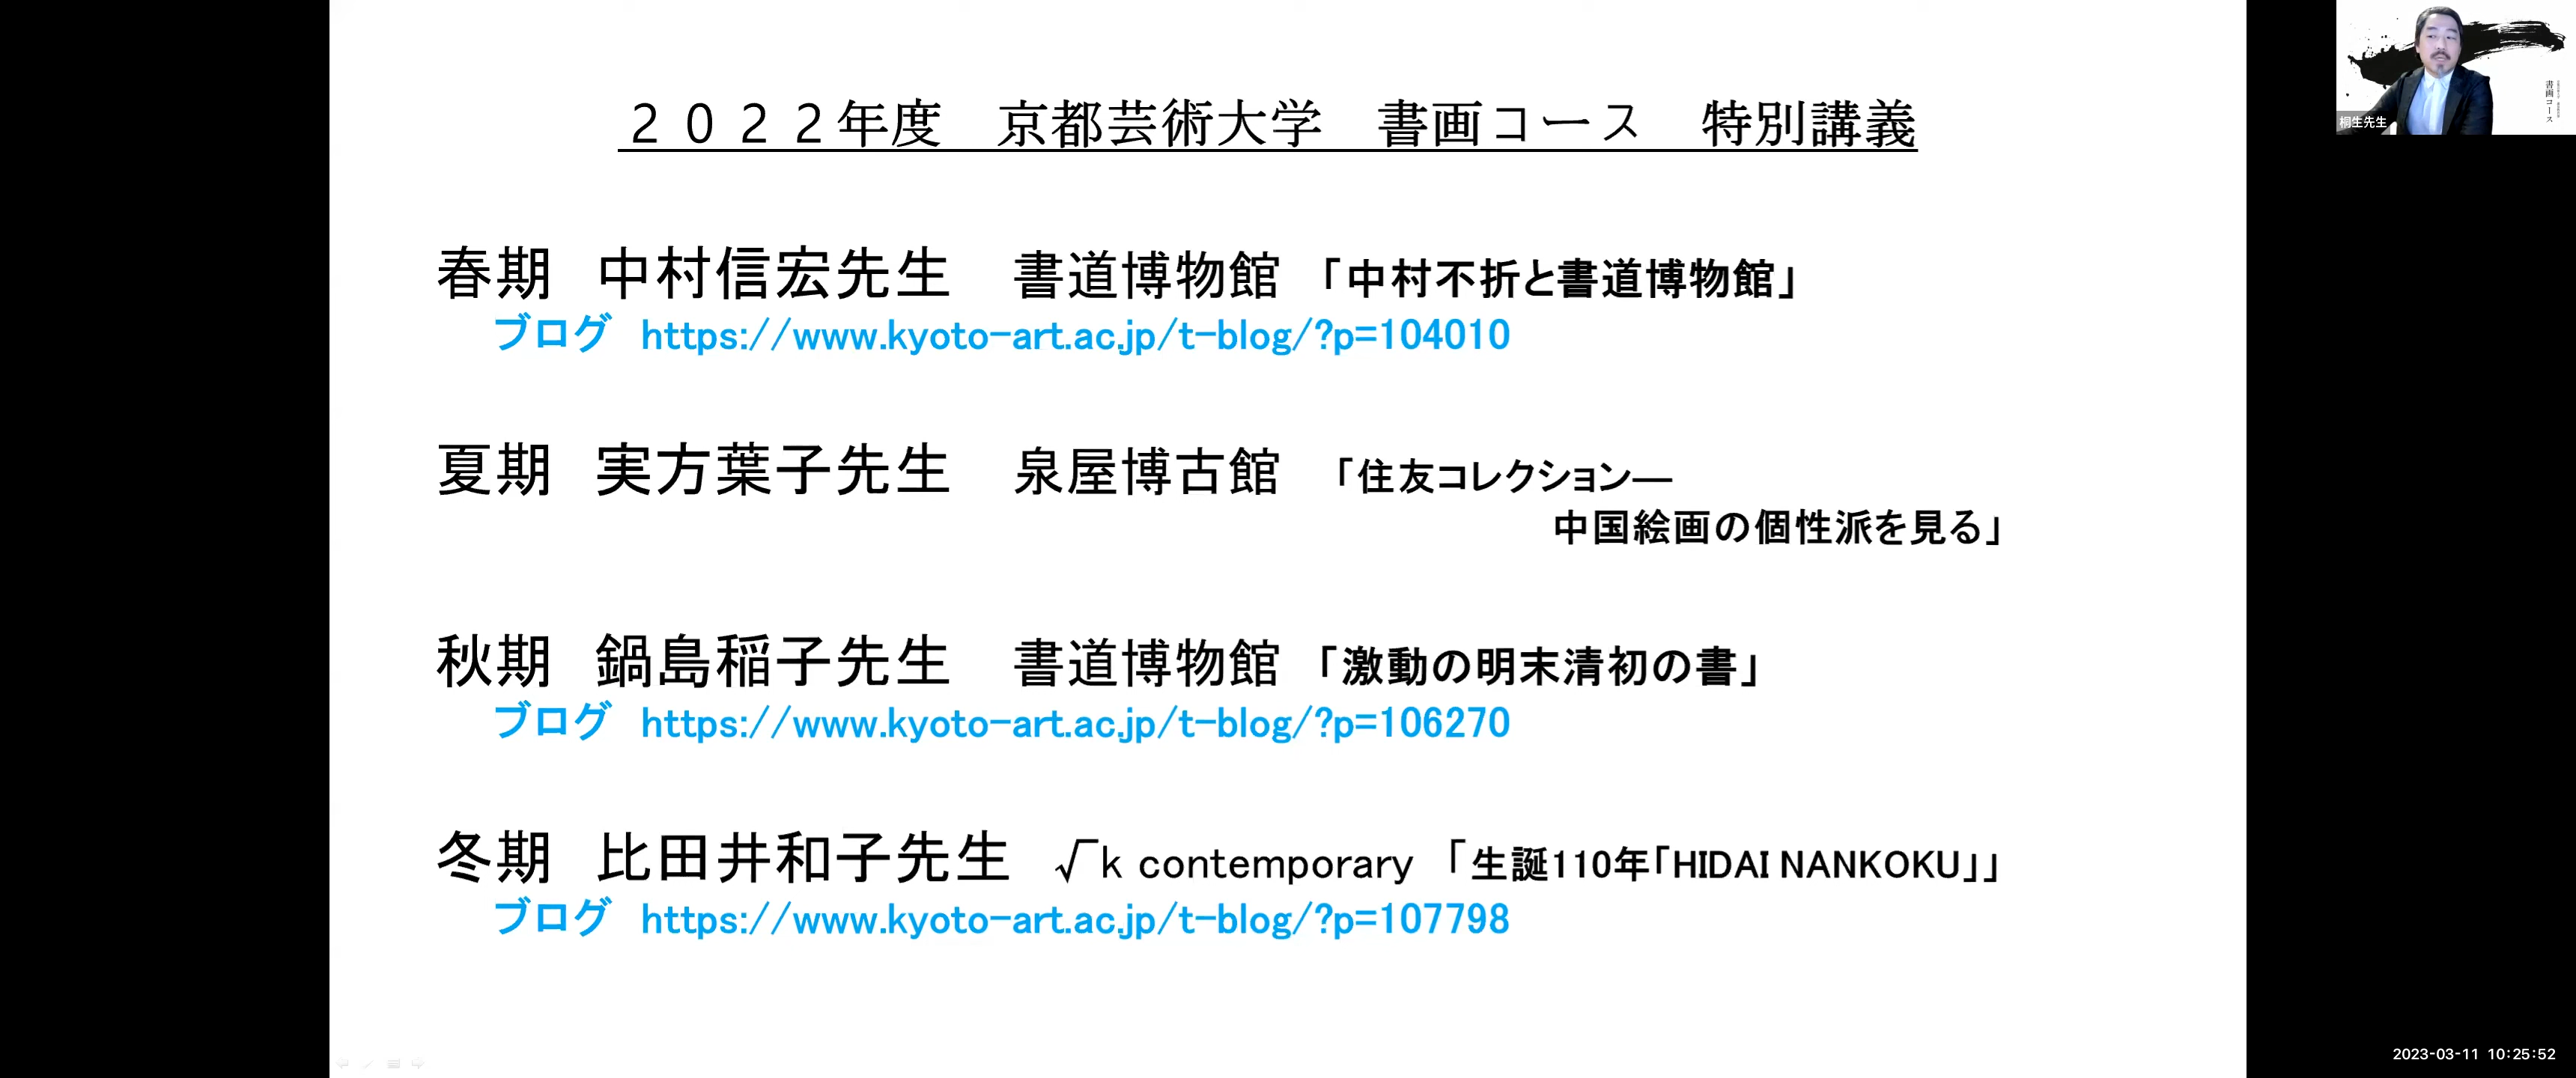 ２０２２年度　京都芸術大学　書画コース　特別講義
春期　中村信宏先生　書道博物館　「中村不折と書道博物館」
ブログ　https://www.kyoto-art.ac.jp/t-blog/?p=104010
夏期　実方葉子先生　泉屋博古館　「住友コレクション―
中国絵画の個性派を見る」
秋期　鍋島稲子先生　書道博物館　「激動の明末清初の書」
ブログ　https://www.kyoto-art.ac.jp/t-blog/?p=106270
冬期　比田井和子先生　√k contemporary　「生誕110年「HIDAI NANKOKU」」
ブログ　https://www.kyoto-art.ac.jp/t-blog/?p=107798
桐生先生
書画コース
2023-03-11 10:25:52